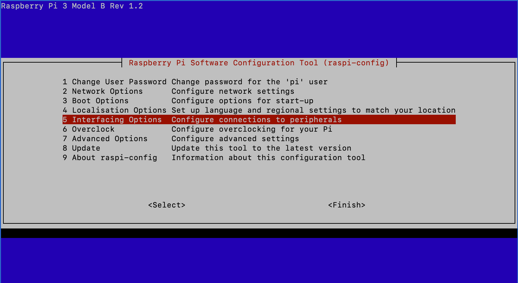 Raspberry Pi 3 Model B Rev 1.2
Raspberry Pi Software Configuration Tool (raspi-config)
1 Change User Password Change password for the 'pi' user
2 Network Options Configure network settings
3 Boot Options Configure options for start-up
4 Localisation Options Set up language and regional settings to match your location
5 Interfacing Options Configure connections to peripherals
6 Overclock Configure overclocking for your Pi
7 Advanced Options Configure advanced settings
8 Update Update this tool to the latest version
9 About raspi-config Information about this configuration tool
<Select> <Finish>